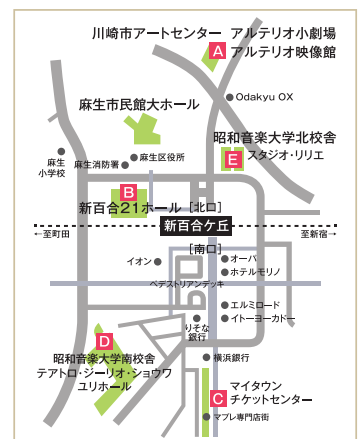 川崎市アートセンター アルテリオ小劇場
A アルテリオ映像館
Odakyu OX
麻生市民館大ホール
昭和音楽大学北校舎
E スタジオ・リリエ
麻生
小学校
麻生消防署
麻生区役所
B
新百合21ホール [北口]
新百合ケ丘
←至町田
至新宿→
[南口]
イオン
オーパ
ホテルモリノ
ペデストリアンデッキ
エルミロード
イトーヨーカドー
りそな
銀行
D
昭和音楽大学南校舎
テアトロ・ジーリオ・ショウワ
ユリホール
横浜銀行
C マイタウン
チケットセンター
マプレ専門店街